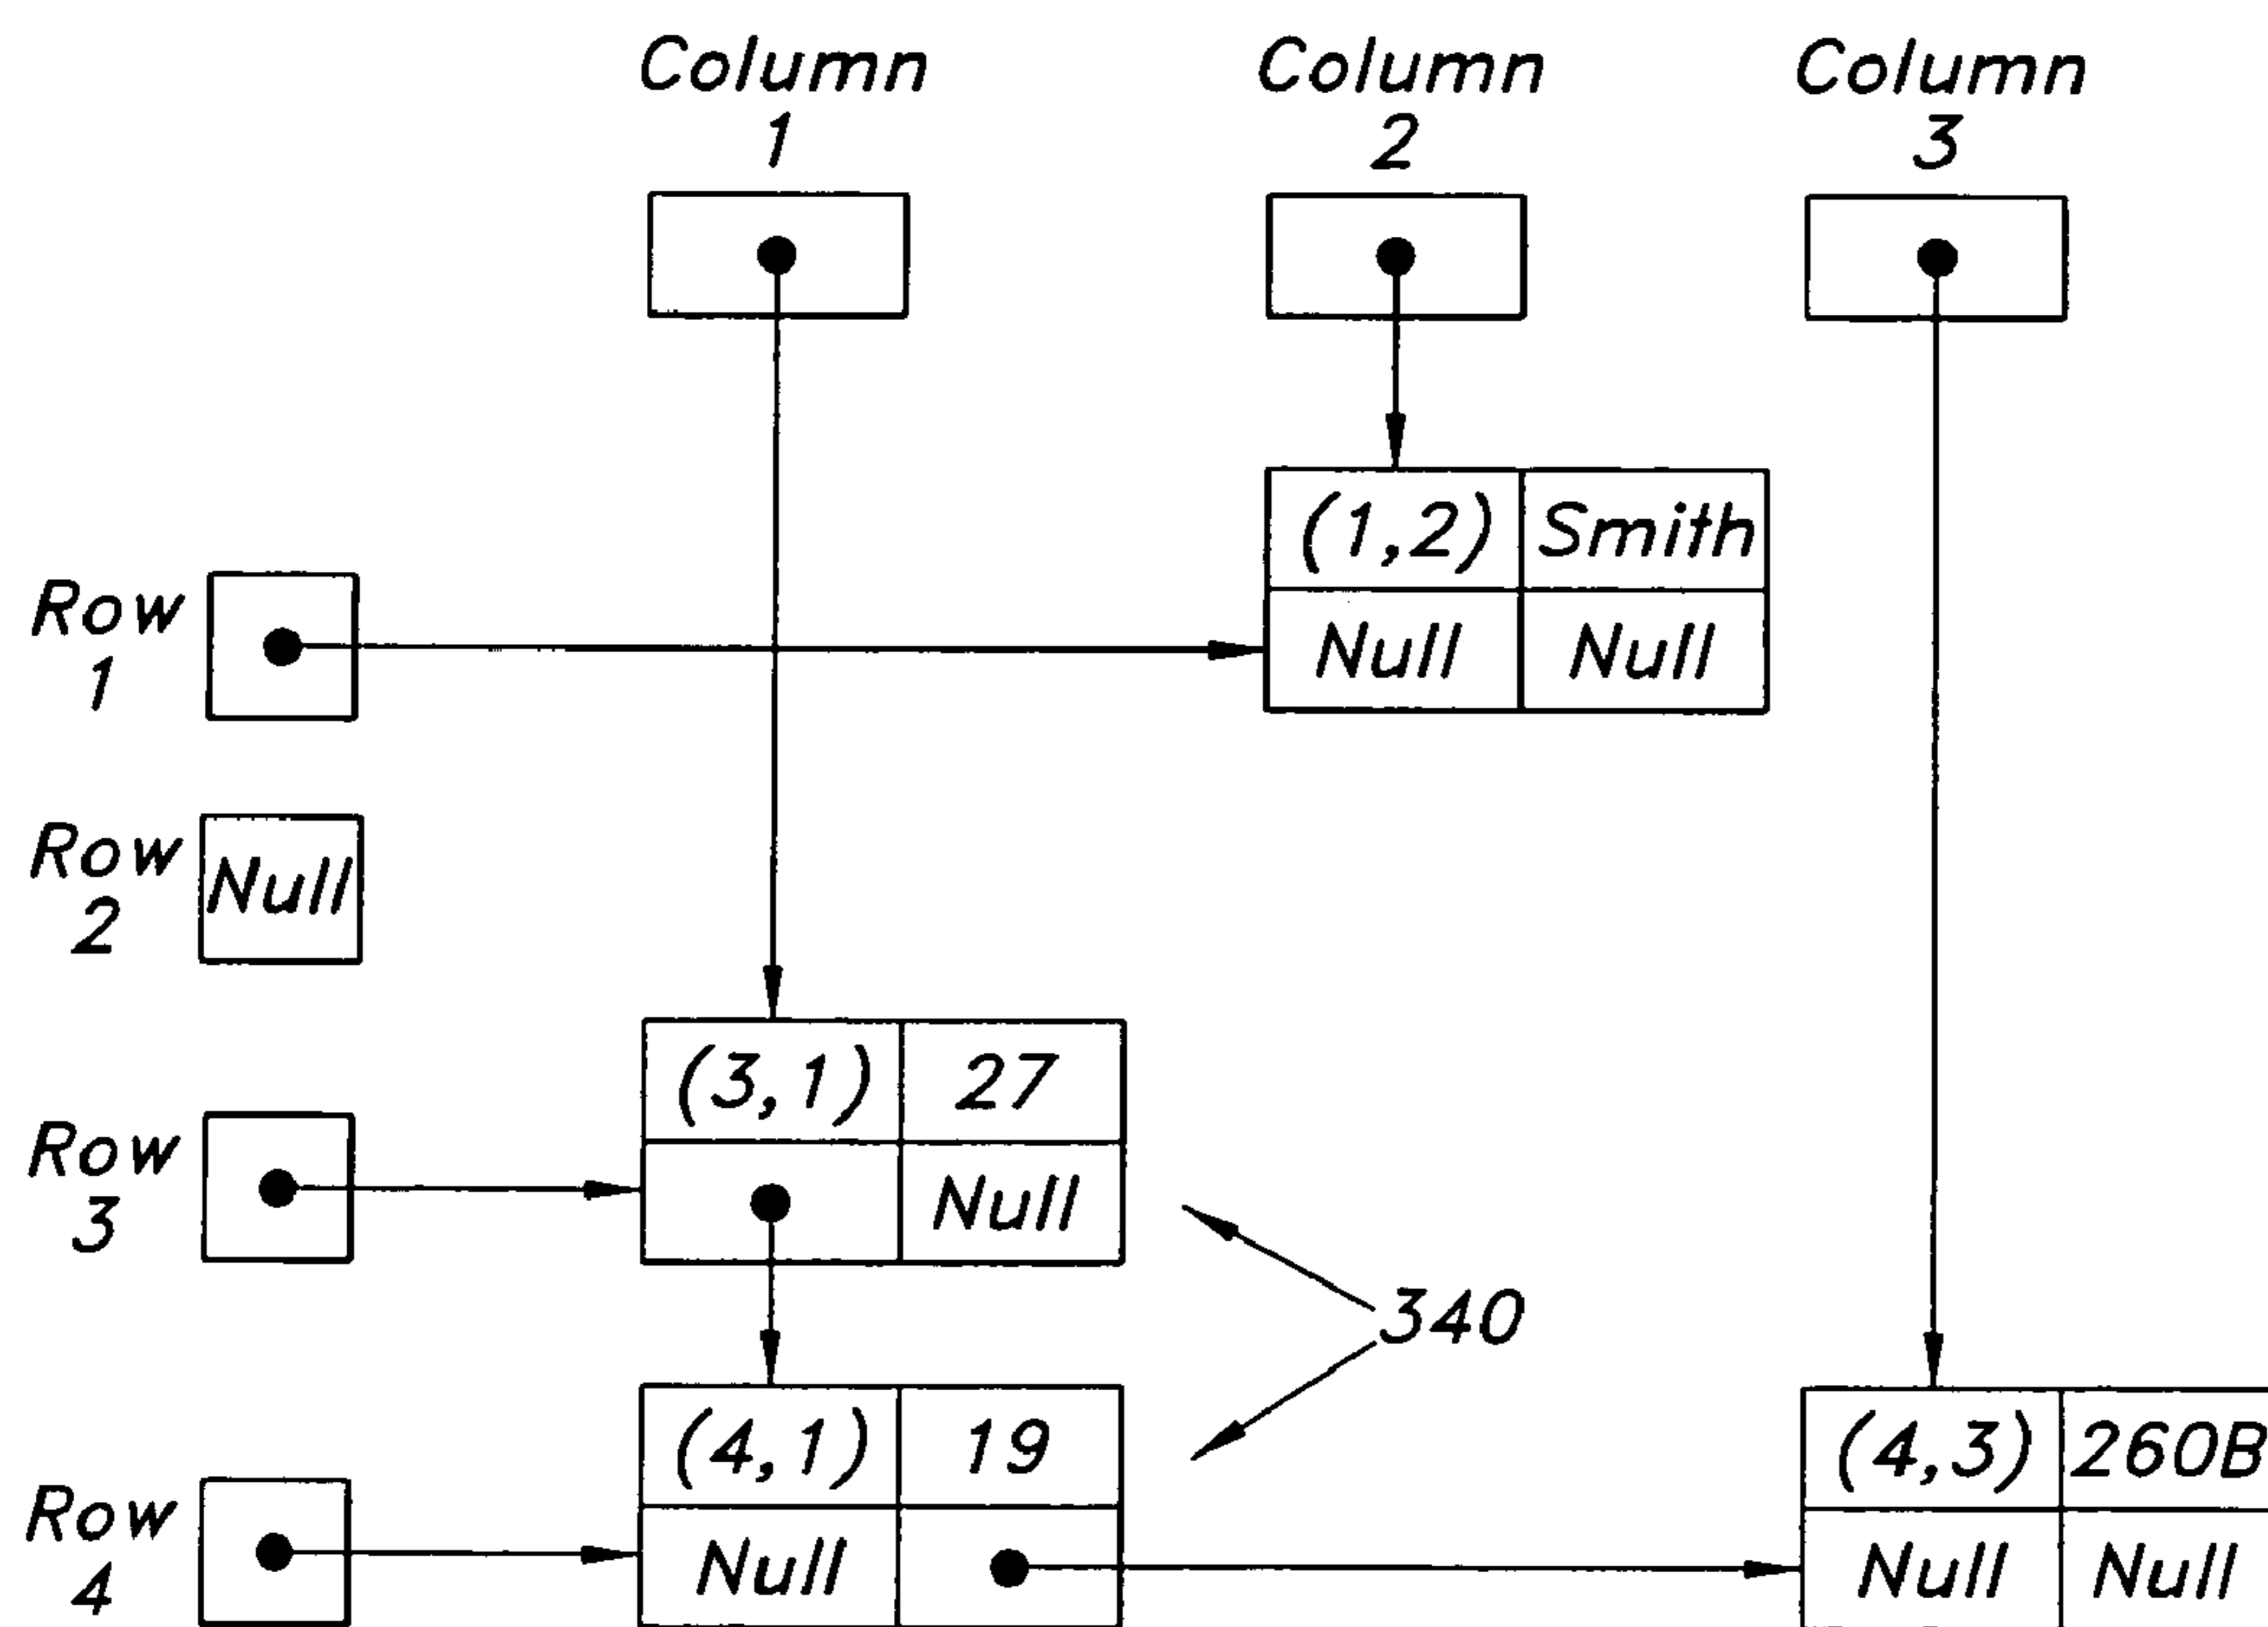 Column Column Column
1 2 3
(1,2) Smith
Row
1
Null Null
Row
2
Null
(3,1) 27
Row
3
Null
340
(4,1) 19 (4,3) 260B
Row
4
Null Null Null